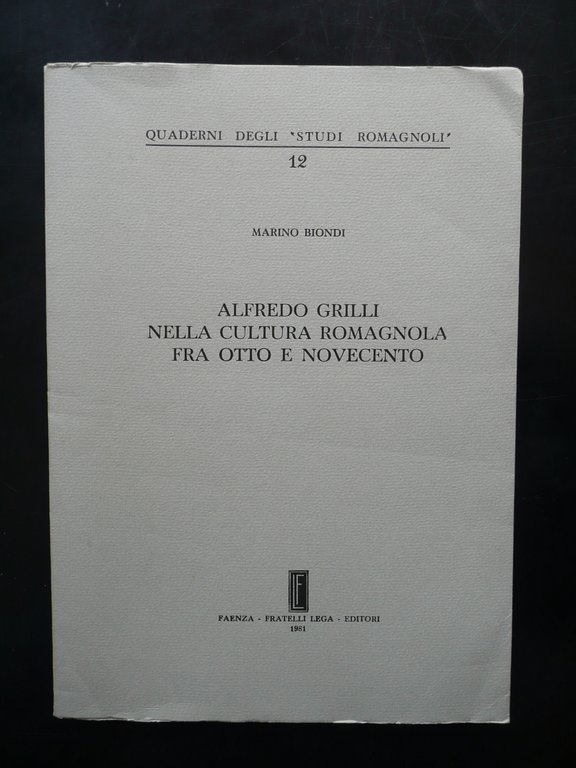 QUADERNI DEGLI "STUDI ROMAGNOLI"
12
MARINO BIONDI
ALFREDO GRILLI
NELLA CULTURA ROMAGNOLA
FRA OTTO E NOVECENTO
FL
FAENZA - FRATELLI LEGA - EDITORI
1981